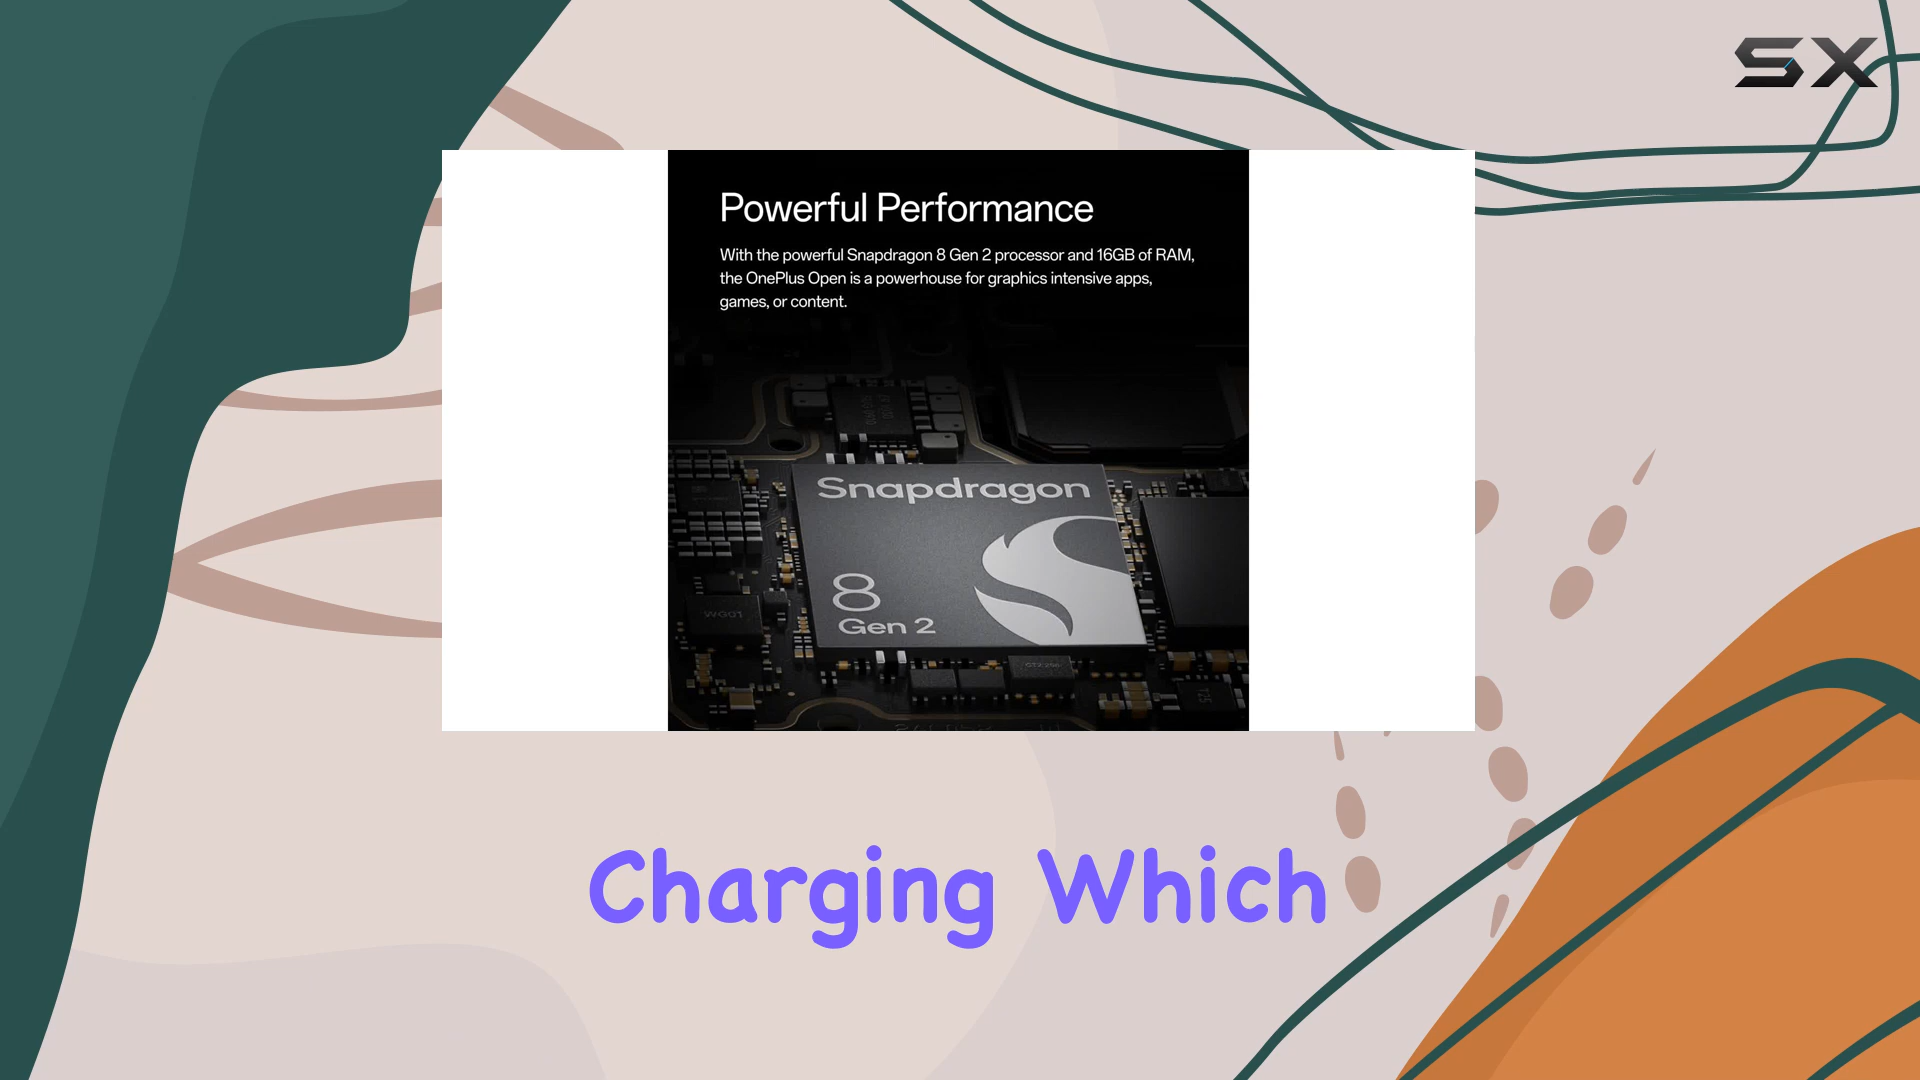 SX
Powerful Performance
With the powerful Snapdragon 8 Gen 2 processor and 16GB of RAM,
the OnePlus Open is a powerhouse for graphics intensive apps,
games, or content.
Snapdragon
8
Gen 2
WG01
Charging Which